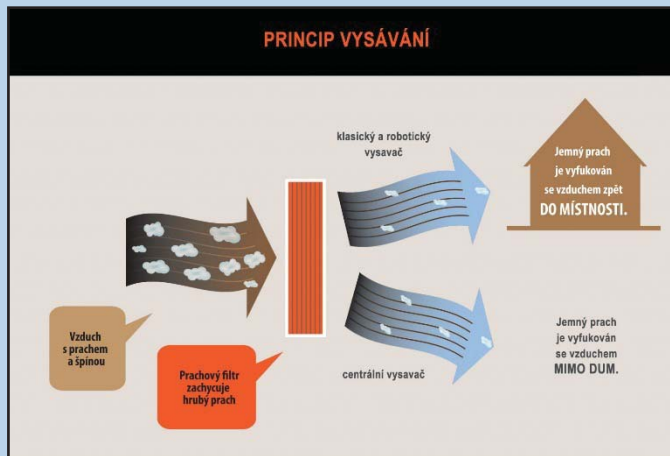 PRINCIP VYSÁVÁNÍ
klasický a robotický
vysavač
Jemný prach
je vyfukován
se vzduchem zpět
DO MÍSTNOSTI.
Vzduch
s prachem
a špínou
Prachový filtr
zachycuje
hrubý prach
centrální vysavač
Jemný prach
je vyfukován
se vzduchem
MIMO DUM.